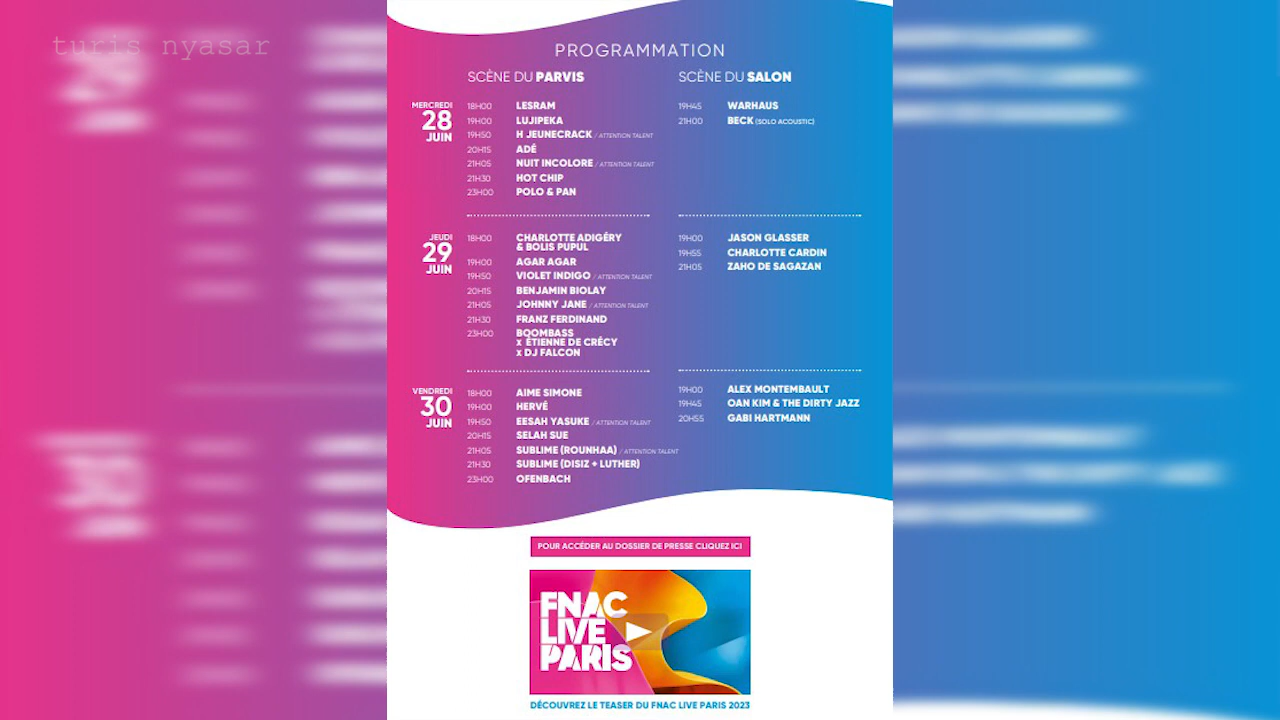 turis nyasar
PROGRAMMATION
SCÈNE DU PARVIS
SCÈNE DU SALON
MERCREDI
28
JUIN
18H00 LESRAM
19H00 LUJIPEKA
19H50 H JEUNECRACK / ATTENTION TALENT
20H15 ADÉ
21H05 NUIT INCOLORE / ATTENTION TALENT
21H30 HOT CHIP
23H00 POLO & PAN
19H45 WARHAUS
21H00 BECK (SOLO ACOUSTIC)
JEUDI
29
JUIN
18H00 CHARLOTTE ADIGÉRY
& BOLIS PUPUL
19H00 AGAR AGAR
19H50 VIOLET INDIGO / ATTENTION TALENT
20H15 BENJAMIN BIOLAY
21H05 JOHNNY JANE / ATTENTION TALENT
21H30 FRANZ FERDINAND
23H00 BOOMBASS
x ÉTIENNE DE CRÉCY
x DJ FALCON
19H00 JASON GLASSER
19H55 CHARLOTTE CARDIN
21H05 ZAHO DE SAGAZAN
VENDREDI
30
JUIN
18H00 AIME SIMONE
19H00 HERVÉ
19H50 EESAH YASUKE / ATTENTION TALENT
20H15 SELAH SUE
21H05 SUBLIME (ROUNHAA) / ATTENTION TALENT
21H30 SUBLIME (DISIZ + LUTHER)
23H00 OFENBACH
19H00 ALEX MONTEMBAULT
19H45 OAN KIM & THE DIRTY JAZZ
20H55 GABI HARTMANN
POUR ACCÉDER AU DOSSIER DE PRESSE CLIQUEZ ICI
FNAC
LIVE
PARIS
DÉCOUVREZ LE TEASER DU FNAC LIVE PARIS 2023